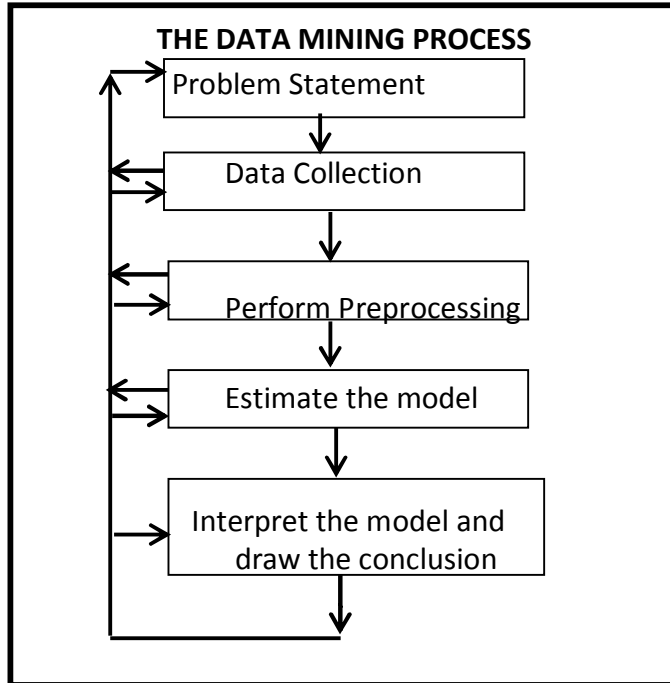 THE DATA MINING PROCESS
Problem Statement
Data Collection
Perform Preprocessing
Estimate the model
Interpret the model and
draw the conclusion